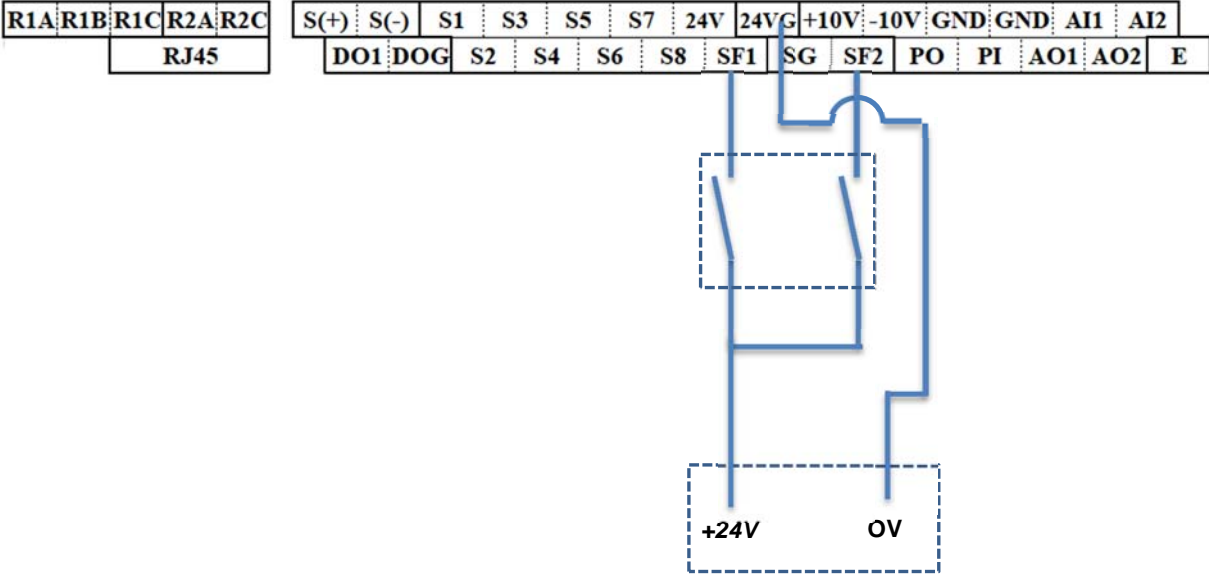 R1A R1B R1C R2A R2C S(+) S(-) S1 S3 S5 S7 24V 24VG +10V -10V GND GND AI1 AI2
RJ45 DO1 DOG S2 S4 S6 S8 SF1 SG SF2 PO PI AO1 AO2 E
+24V OV